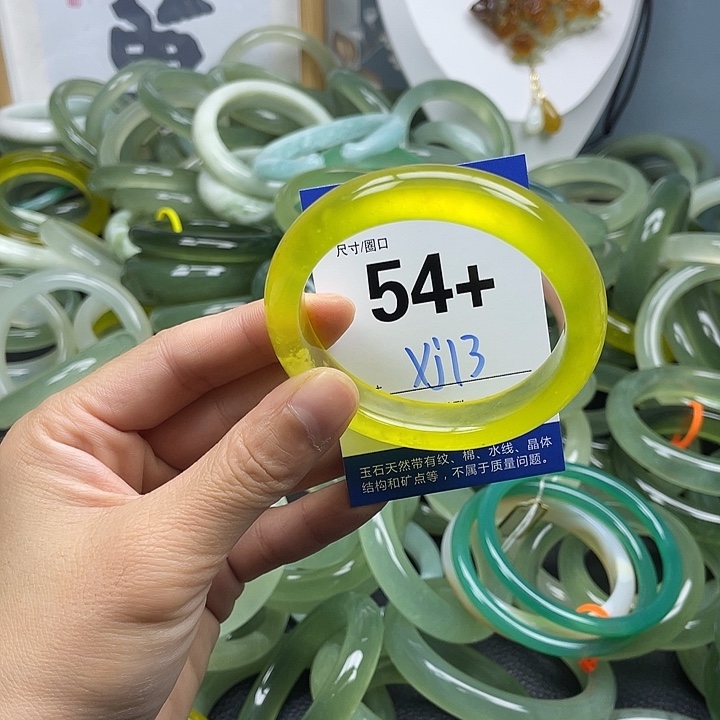 尺寸/圈口
54+
Xj13
玉石天然带有纹、棉、水线、晶体
结构和矿点等，不属于质量问题。